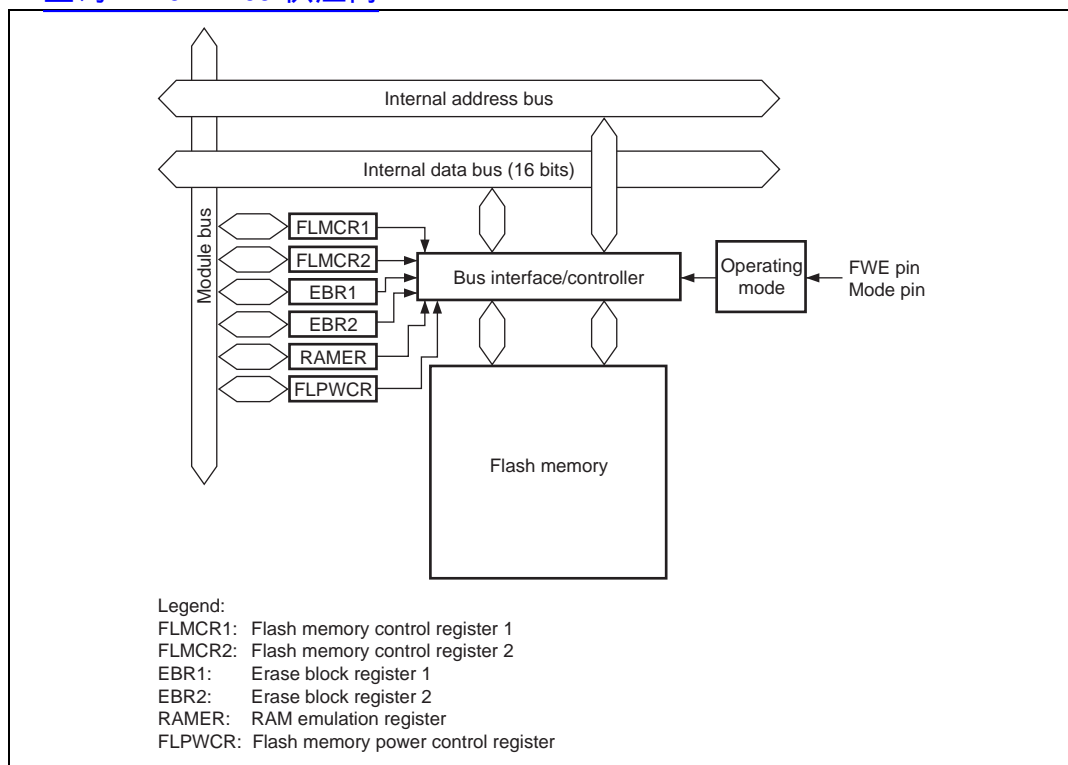 Internal address bus
Internal data bus (16 bits)
Module bus
FLMCR1
FLMCR2
EBR1
EBR2
RAMER
FLPWCR
Bus interface/controller
Operating
mode
FWE pin
Mode pin
Flash memory
Legend:
FLMCR1: Flash memory control register 1
FLMCR2: Flash memory control register 2
EBR1: Erase block register 1
EBR2: Erase block register 2
RAMER: RAM emulation register
FLPWCR: Flash memory power control register